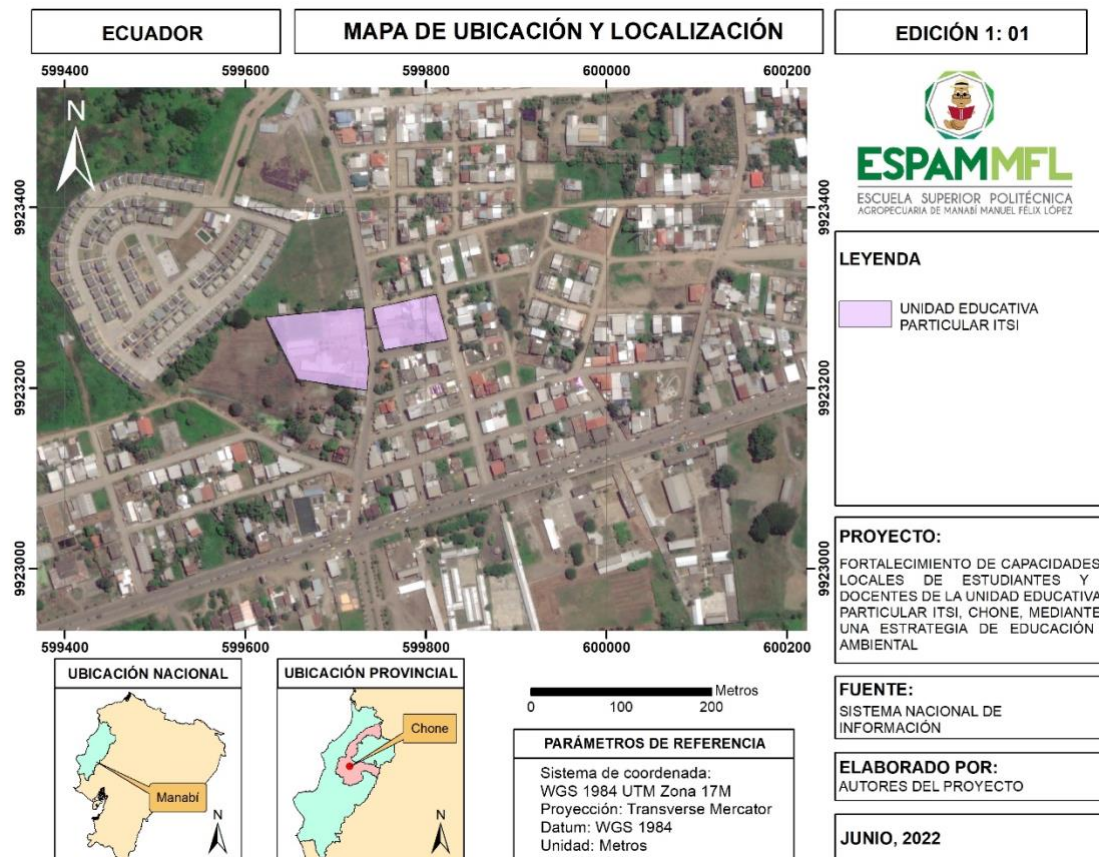 ECUADOR
MAPA DE UBICACIÓN Y LOCALIZACIÓN
EDICIÓN 1: 01
599400
599600
599800
600000
600200
N
9923400
9923400
9923200
9923200
9923000
9923000
599400
599600
599800
600000
600200
ESPAMMFL
ESCUELA SUPERIOR POLITÉCNICA
AGROPECUARIA DE MANABÍ MANUEL FÉLIX LÓPEZ
LEYENDA
UNIDAD EDUCATIVA
PARTICULAR ITSI
PROYECTO:
FORTALECIMIENTO DE CAPACIDADES
LOCALES DE ESTUDIANTES Y
DOCENTES DE LA UNIDAD EDUCATIVA
PARTICULAR ITSI, CHONE, MEDIANTE
UNA ESTRATEGIA DE EDUCACIÓN
AMBIENTAL
FUENTE:
SISTEMA NACIONAL DE
INFORMACIÓN
ELABORADO POR:
AUTORES DEL PROYECTO
JUNIO, 2022
UBICACIÓN NACIONAL
Manabí
N
UBICACIÓN PROVINCIAL
Chone
N
Metros
0 100 200
PARÁMETROS DE REFERENCIA
Sistema de coordenada:
WGS 1984 UTM Zona 17M
Proyección: Transverse Mercator
Datum: WGS 1984
Unidad: Metros